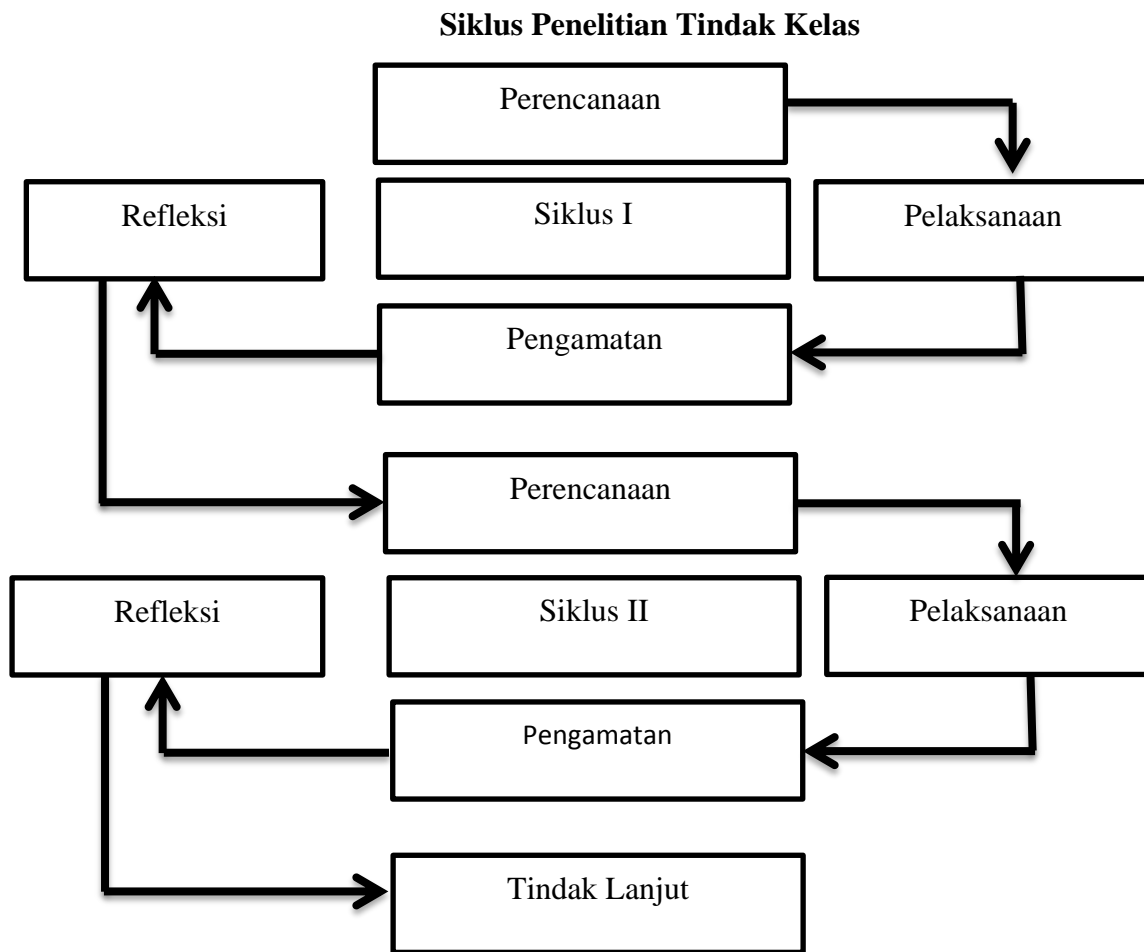 Siklus Penelitian Tindak Kelas
Perencanaan
Refleksi
Siklus I
Pelaksanaan
Pengamatan
Perencanaan
Refleksi
Siklus II
Pelaksanaan
Pengamatan
Tindak Lanjut